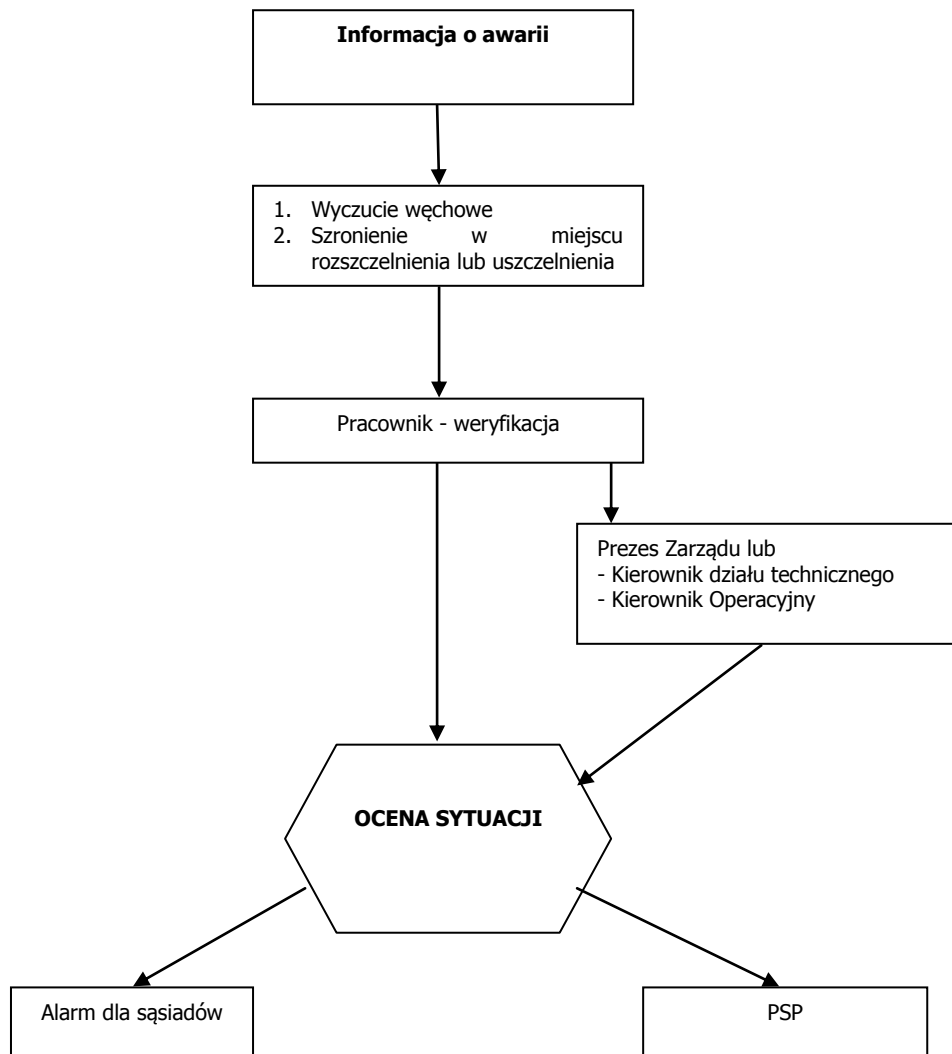 Informacja o awarii
1. Wyczucie węchowe
2. Szronienie w miejscu
rozszczelnienia lub uszczelnienia
Pracownik - weryfikacja
Prezes Zarządu lub
- Kierownik działu technicznego
- Kierownik Operacyjny
OCENA SYTUACJI
Alarm dla sąsiadów
PSP